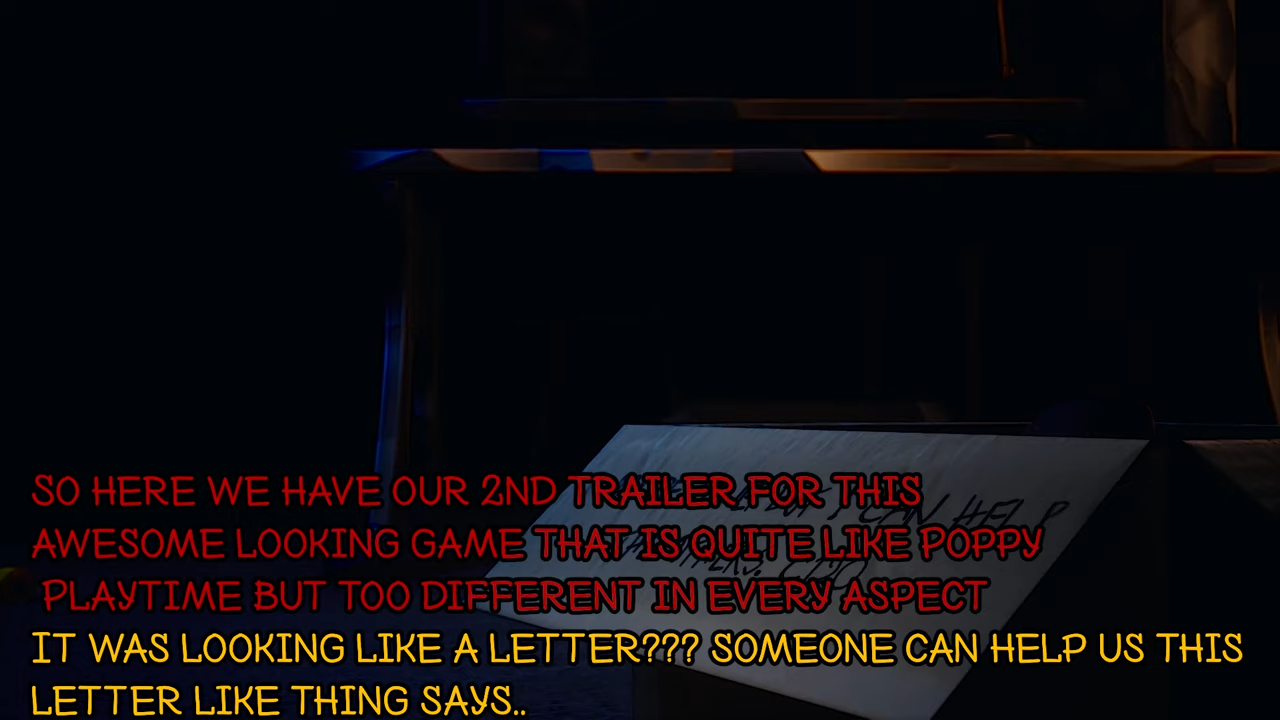 SO HERE WE HAVE OUR 2ND TRAILER FOR THIS
AWESOME LOOKING GAME THAT IS QUITE LIKE POPPY
PLAYTIME BUT TOO DIFFERENT IN EVERY ASPECT
IT WAS LOOKING LIKE A LETTER??? SOMEONE CAN HELP US THIS
LETTER LIKE THING SAYS..
I CAN HELP